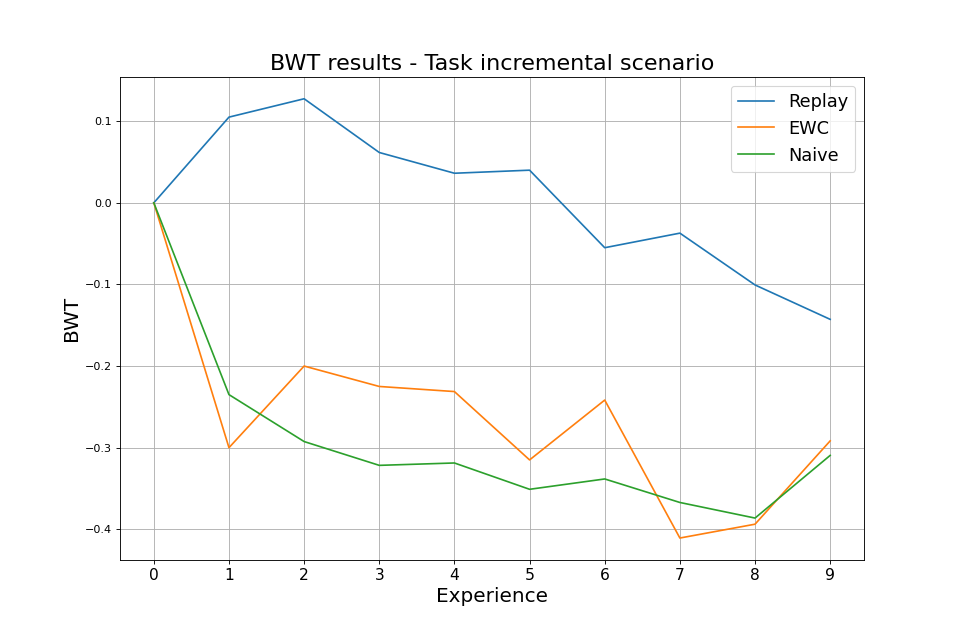 BWT results - Task incremental scenario
Replay
EWC
Naive
0.1
0.0
−0.1
−0.2
−0.3
−0.4
BWT
0 1 2 3 4 5 6 7 8 9
Experience